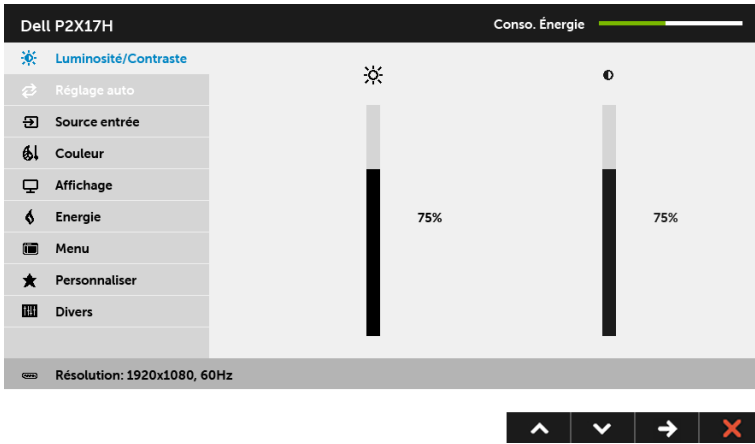 Dell P2X17H
Conso. Énergie
Luminosité/Contraste
Réglage auto
Source entrée
Couleur
Affichage
Energie
Menu
Personnaliser
Divers
75%
75%
Résolution: 1920x1080, 60Hz